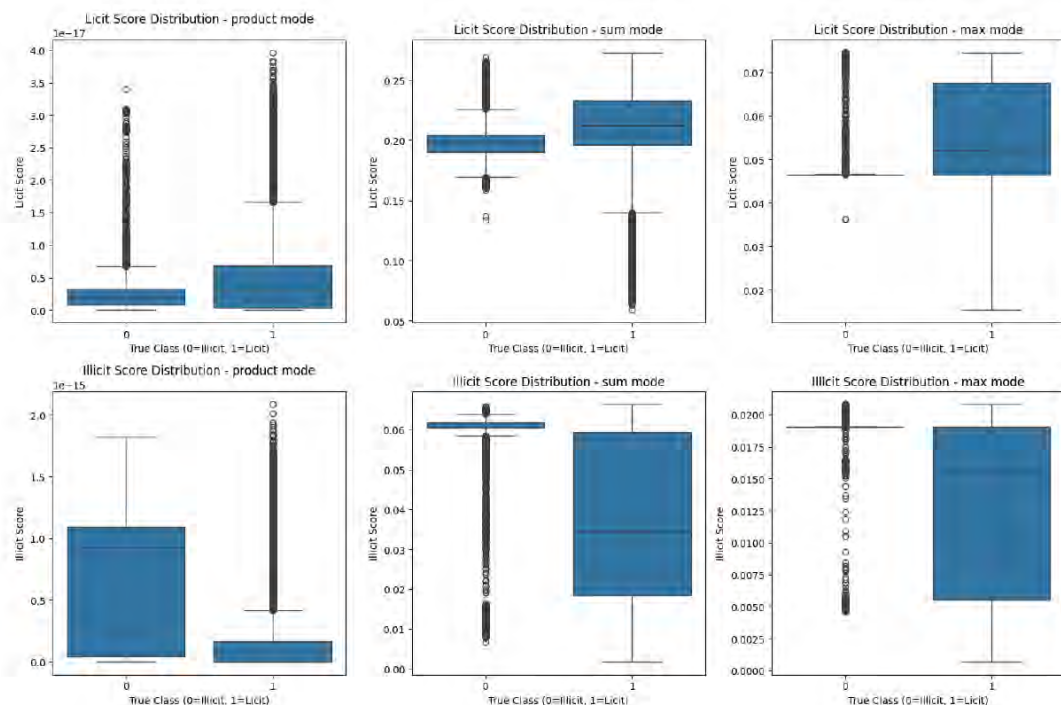 Licit Score Distribution - product mode
1e-17
4.0
3.5
3.0
2.5
2.0
1.5
1.0
0.5
0.0
Licit Score
0
1
True Class (0=Illicit, 1=Licit)
Licit Score Distribution - sum mode
0.25
0.20
0.15
0.10
0.05
Licit Score
0
1
True Class (0=Illicit, 1=Licit)
Licit Score Distribution - max mode
0.07
0.06
0.05
0.04
0.03
0.02
Licit Score
0
1
True Class (0=Illicit, 1=Licit)
Illicit Score Distribution - product mode
1e-15
2.0
1.5
1.0
0.5
0.0
Illicit Score
0
1
True Class (0=Illicit, 1=Licit)
Illicit Score Distribution - sum mode
0.06
0.05
0.04
0.03
0.02
0.01
0.00
Illicit Score
0
1
True Class (0=Illicit, 1=Licit)
Illicit Score Distribution - max mode
0.0200
0.0175
0.0150
0.0125
0.0100
0.0075
0.0050
0.0025
0.0000
Illicit Score
0
1
True Class (0=Illicit, 1=Licit)